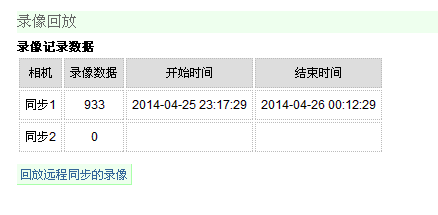 录像回放
录像记录数据
相机 录像数据 开始时间 结束时间
同步1 933 2014-04-25 23:17:29 2014-04-26 00:12:29
同步2 0
回放远程同步的录像